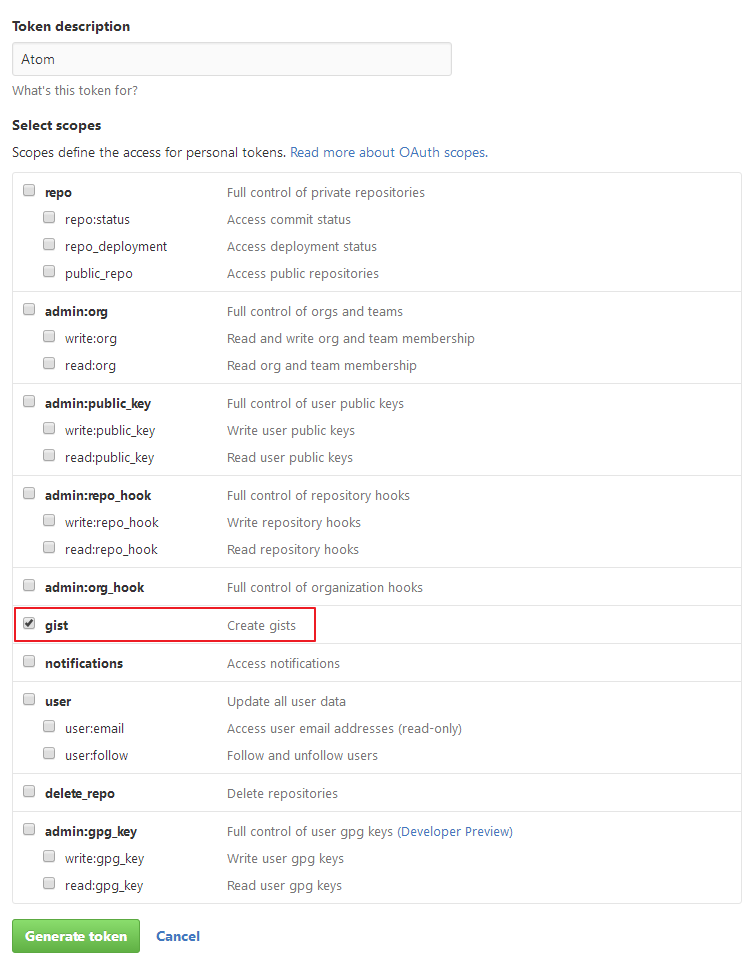 Token description
Atom
What's this token for?
Select scopes
Scopes define the access for personal tokens. Read more about OAuth scopes.
repo Full control of private repositories
repo:status Access commit status
repo_deployment Access deployment status
public_repo Access public repositories
admin:org Full control of orgs and teams
write:org Read and write org and team membership
read:org Read org and team membership
admin:public_key Full control of user public keys
write:public_key Write user public keys
read:public_key Read user public keys
admin:repo_hook Full control of repository hooks
write:repo_hook Write repository hooks
read:repo_hook Read repository hooks
admin:org_hook Full control of organization hooks
gist Create gists
notifications Access notifications
user Update all user data
user:email Access user email addresses (read-only)
user:follow Follow and unfollow users
delete_repo Delete repositories
admin:gpg_key Full control of user gpg keys (Developer Preview)
write:gpg_key Write user gpg keys
read:gpg_key Read user gpg keys
Generate token Cancel